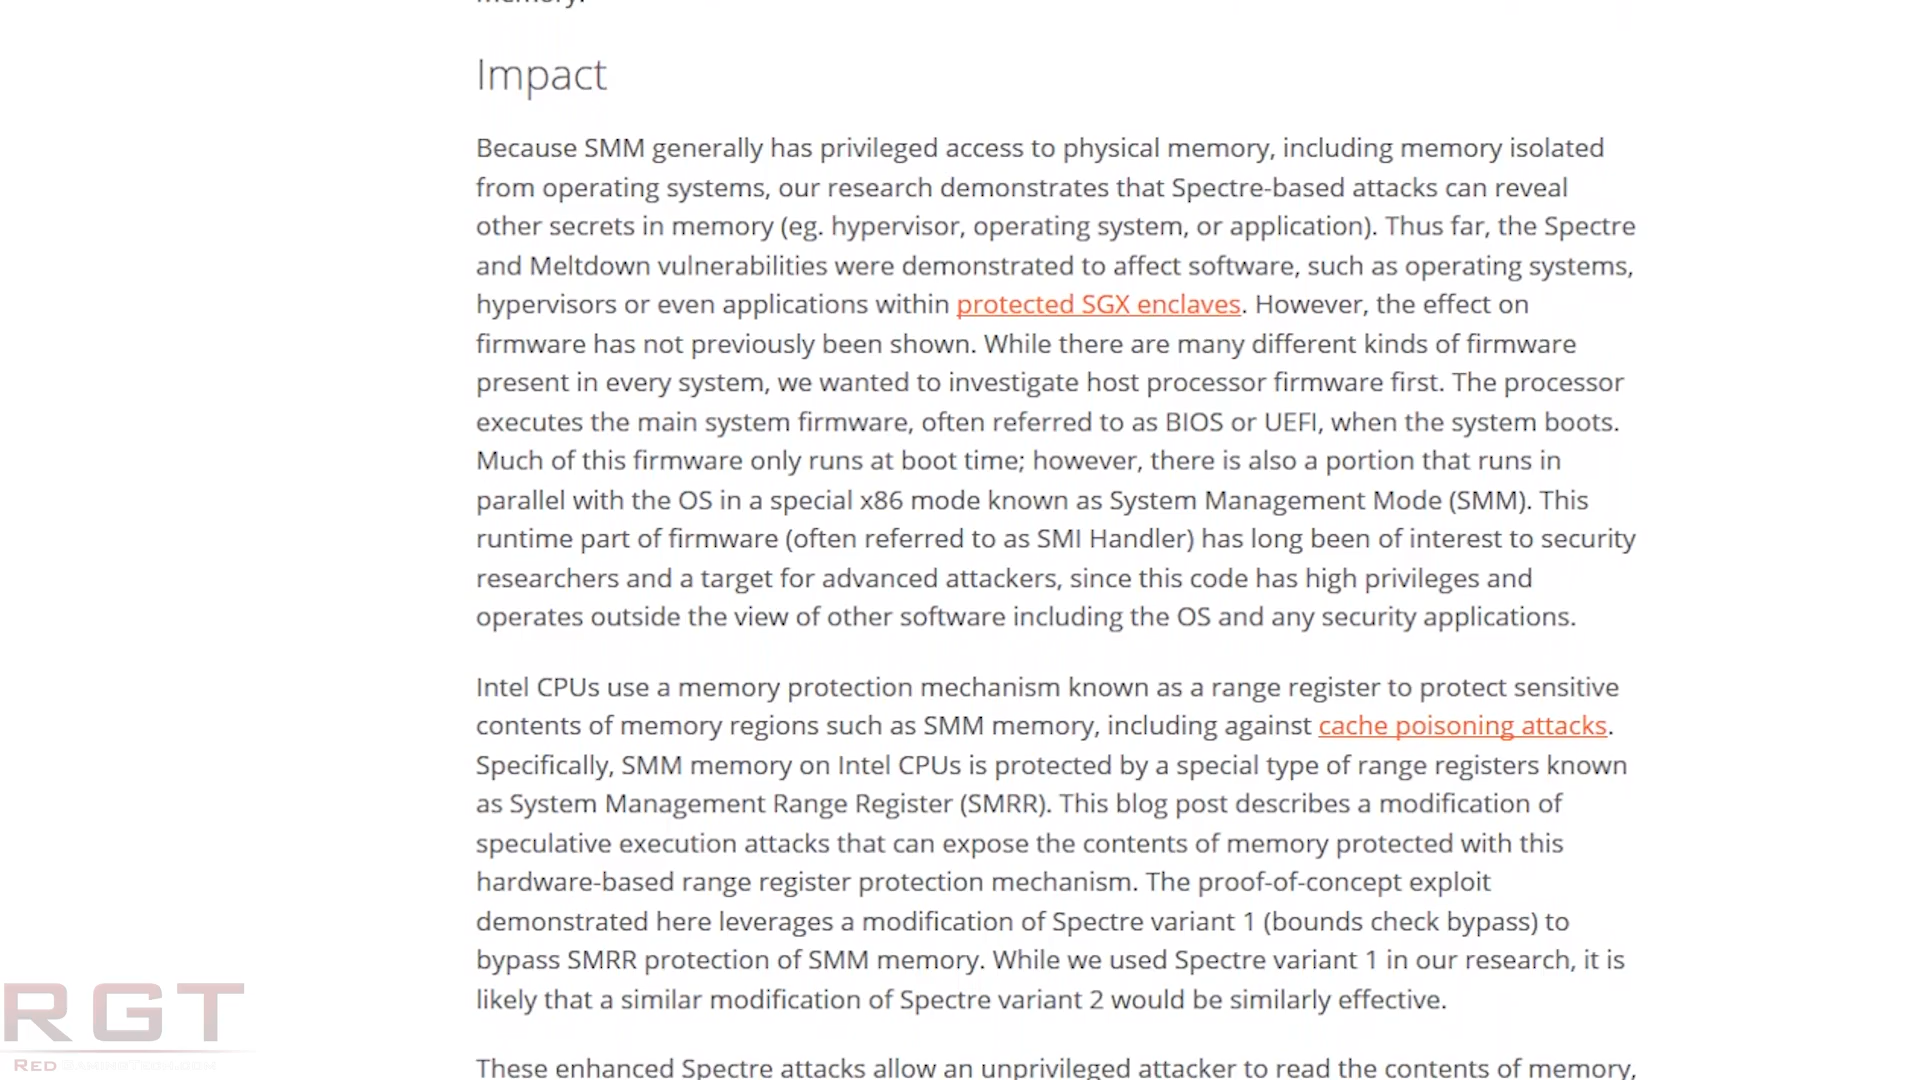 Memory.
Impact
Because SMM generally has privileged access to physical memory, including memory isolated
from operating systems, our research demonstrates that Spectre-based attacks can reveal
other secrets in memory (eg. hypervisor, operating system, or application). Thus far, the Spectre
and Meltdown vulnerabilities were demonstrated to affect software, such as operating systems,
hypervisors or even applications within protected SGX enclaves. However, the effect on
firmware has not previously been shown. While there are many different kinds of firmware
present in every system, we wanted to investigate host processor firmware first. The processor
executes the main system firmware, often referred to as BIOS or UEFI, when the system boots.
Much of this firmware only runs at boot time; however, there is also a portion that runs in
parallel with the OS in a special x86 mode known as System Management Mode (SMM). This
runtime part of firmware (often referred to as SMI Handler) has long been of interest to security
researchers and a target for advanced attackers, since this code has high privileges and
operates outside the view of other software including the OS and any security applications.
Intel CPUs use a memory protection mechanism known as a range register to protect sensitive
contents of memory regions such as SMM memory, including against cache poisoning attacks.
Specifically, SMM memory on Intel CPUs is protected by a special type of range registers known
as System Management Range Register (SMRR). This blog post describes a modification of
speculative execution attacks that can expose the contents of memory protected with this
hardware-based range register protection mechanism. The proof-of-concept exploit
demonstrated here leverages a modification of Spectre variant 1 (bounds check bypass) to
bypass SMRR protection of SMM memory. While we used Spectre variant 1 in our research, it is
likely that a similar modification of Spectre variant 2 would be similarly effective.
These enhanced Spectre attacks allow an unprivileged attacker to read the contents of memory,
RGT
RED